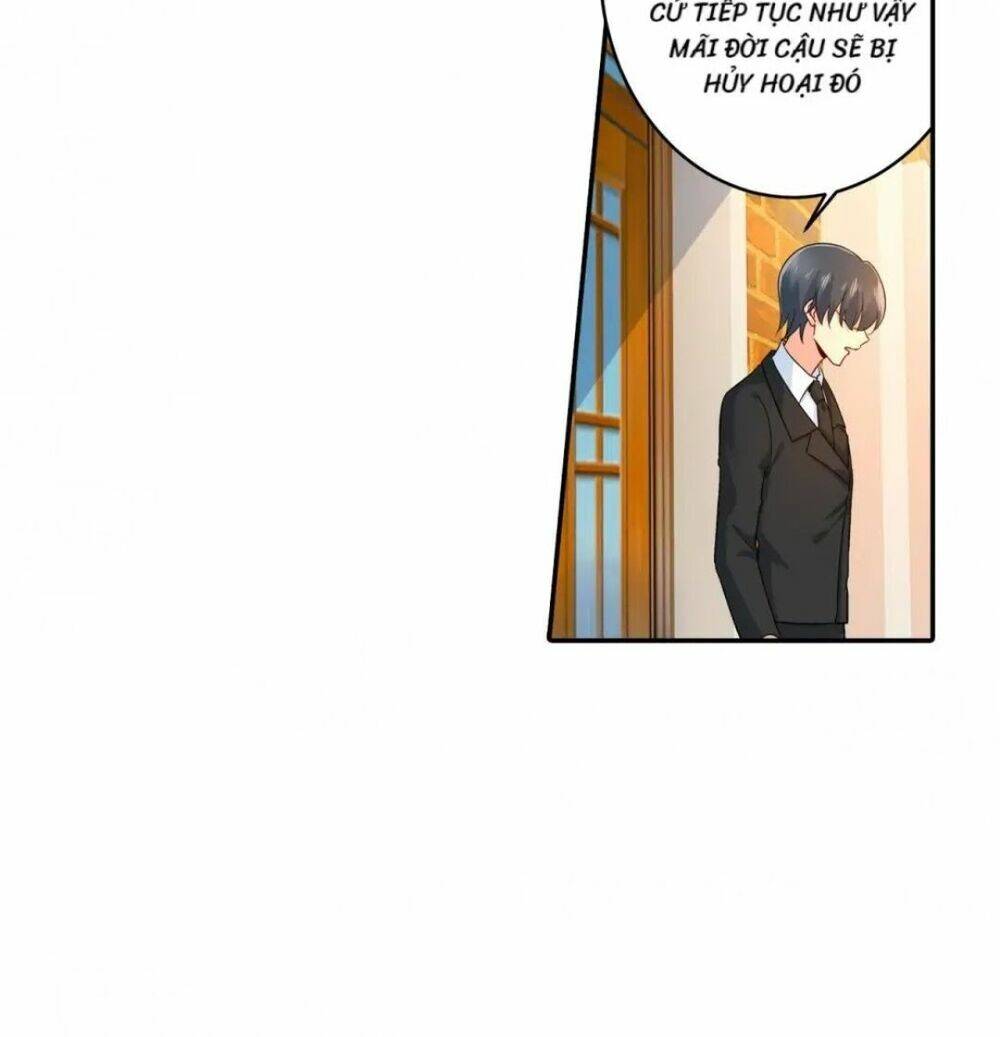 CỨ TIẾP TỤC NHƯ VẬY
MÃI ĐỜI CẬU SẼ BỊ
HỦY HOẠI ĐÓ